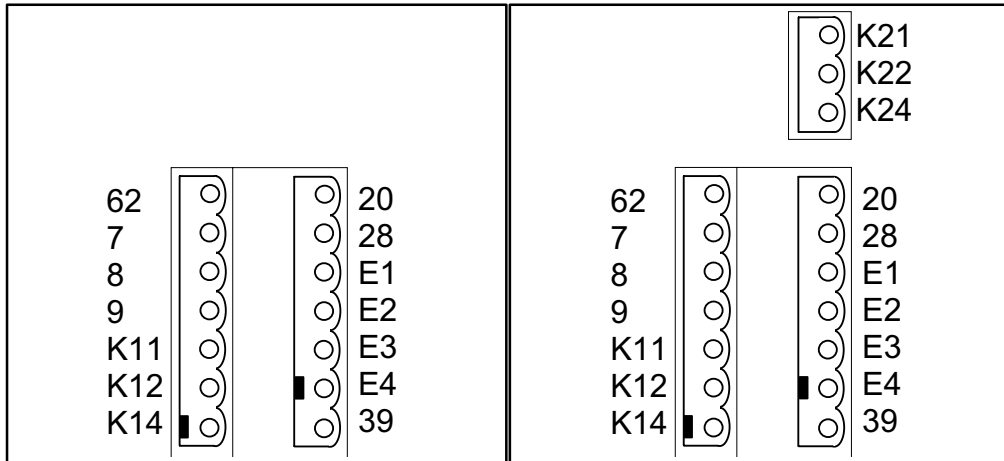 K21
K22
K24
62 20 62 20
7 28 7 28
8 E1 8 E1
9 E2 9 E2
K11 E3 K11 E3
K12 E4 K12 E4
K14 39 K14 39